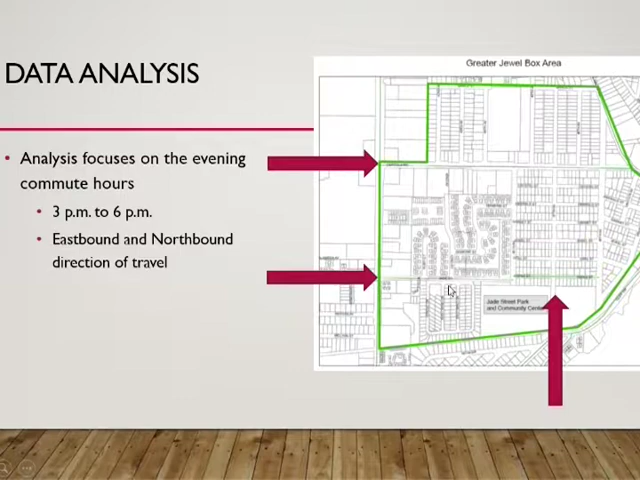 DATA ANALYSIS
Greater Jewel Box Area
• Analysis focuses on the evening
commute hours
• 3 p.m. to 6 p.m.
• Eastbound and Northbound
direction of travel
Jade Street Park
and Community